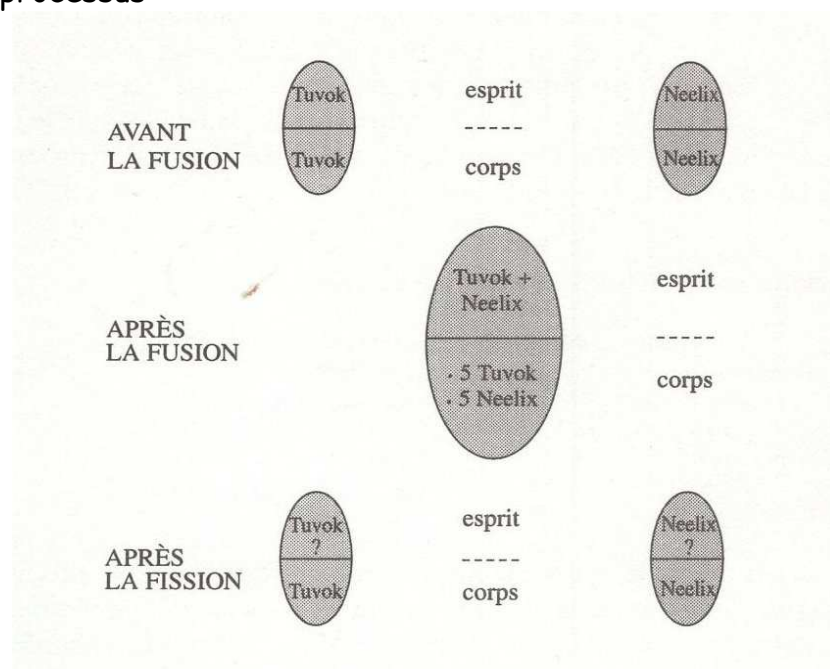 processus
Tuvok
esprit
Neelix
AVANT
LA FUSION
-----
Tuvok
corps
Neelix
Tuvok +
Neelix
esprit
APRÈS
LA FUSION
-----
. 5 Tuvok
. 5 Neelix
corps
Tuvok
?
esprit
Neelix
?
APRÈS
LA FISSION
-----
Tuvok
corps
Neelix